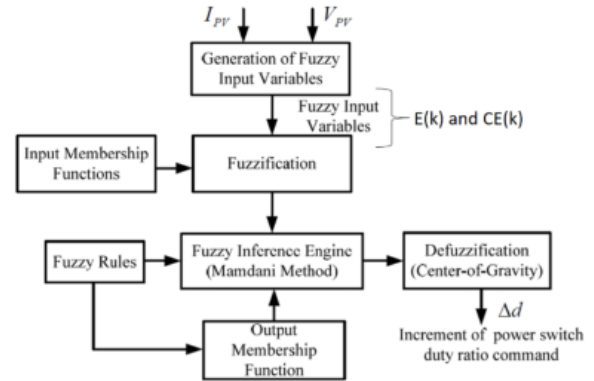 I_PV
V_PV
Generation of Fuzzy
Input Variables
Fuzzy Input
Variables
E(k) and CE(k)
Input Membership
Functions
Fuzzification
Fuzzy Rules
Fuzzy Inference Engine
(Mamdani Method)
Defuzzification
(Center-of-Gravity)
Δd
Increment of power switch
duty ratio command
Output
Membership
Function